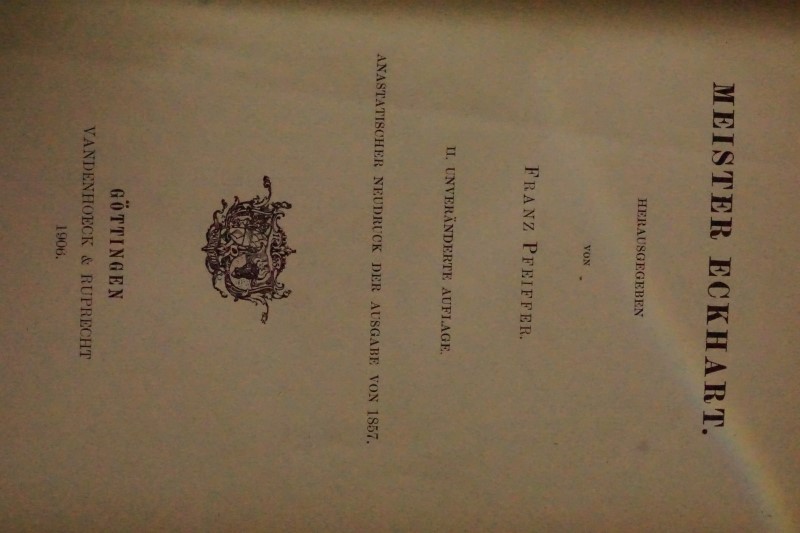 MEISTER ECKHART.
HERAUSGEGEBEN
VON
FRANZ PFEIFFER.
II. UNVERÄNDERTE AUFLAGE.
ANASTATISCHER NEUDRUCK DER AUSGABE VON 1857.
GÖTTINGEN
VANDENHOECK & RUPRECHT
1906.